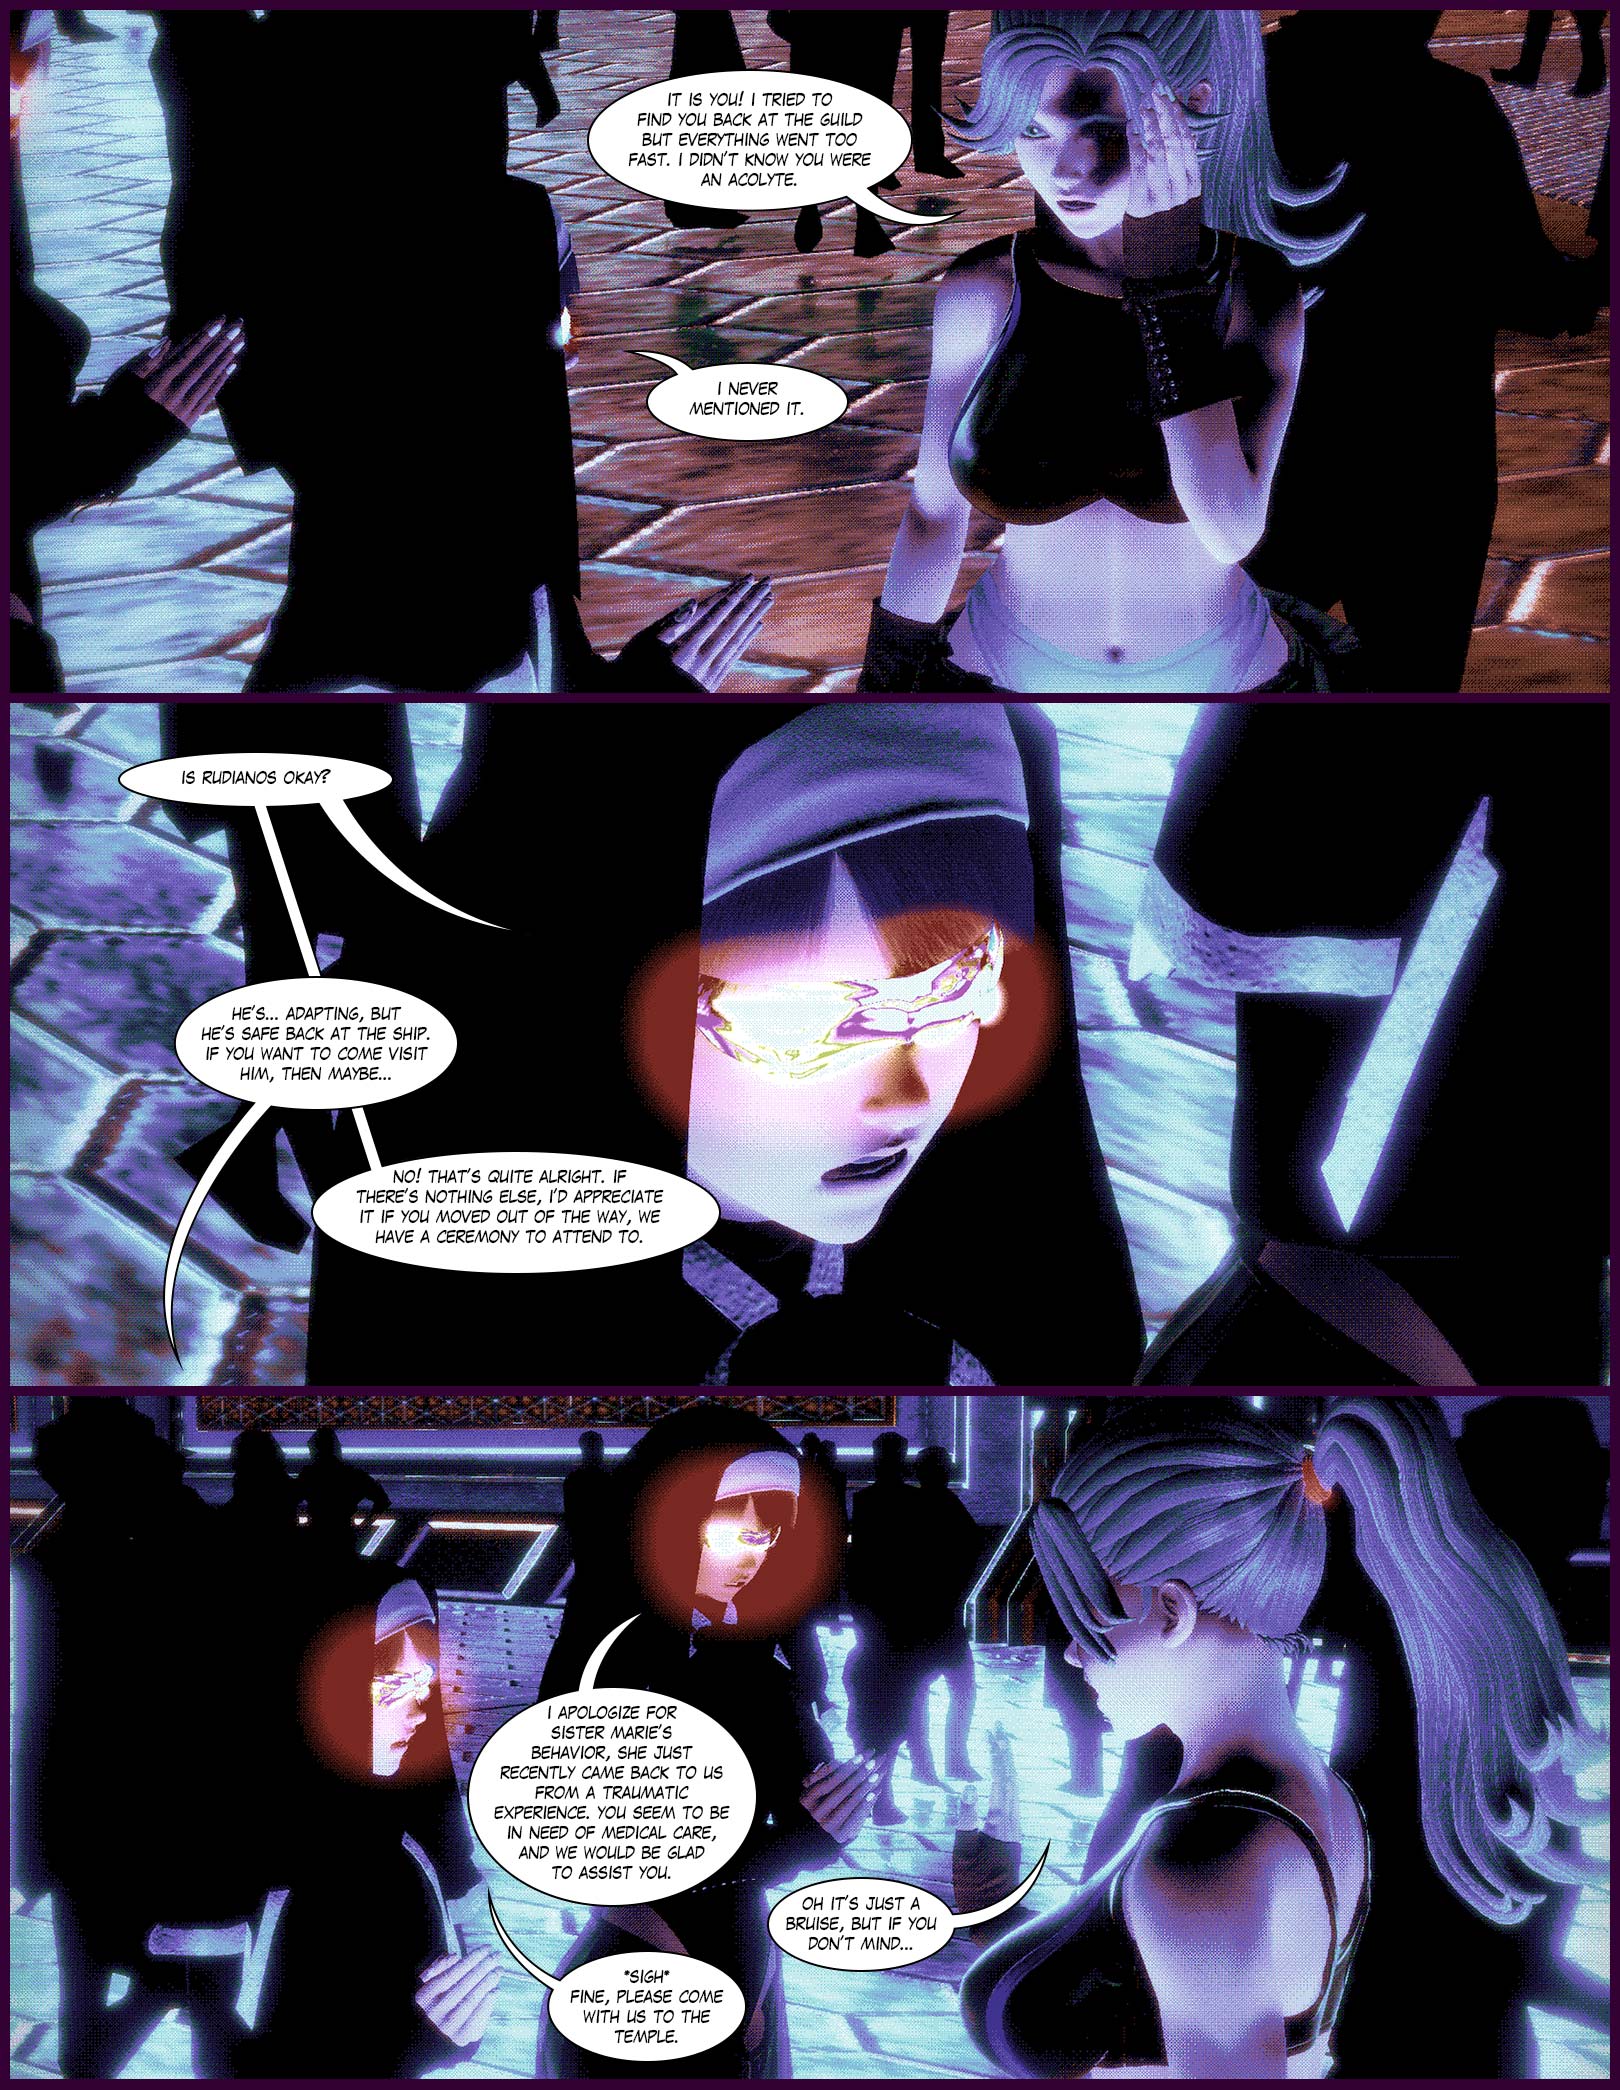 IT IS YOU! I TRIED TO
FIND YOU BACK AT THE GUILD
BUT EVERYTHING WENT TOO
FAST. I DIDN'T KNOW YOU WERE
AN ACOLYTE.
I NEVER
MENTIONED IT.
IS RUDIANOS OKAY?
HE'S... ADAPTING, BUT
HE'S SAFE BACK AT THE SHIP.
IF YOU WANT TO COME VISIT
HIM, THEN MAYBE...
NO! THAT'S QUITE ALRIGHT. IF
THERE'S NOTHING ELSE, I'D APPRECIATE
IT IF YOU MOVED OUT OF THE WAY, WE
HAVE A CEREMONY TO ATTEND TO.
I APOLOGIZE FOR
SISTER MARIE'S
BEHAVIOR, SHE JUST
RECENTLY CAME BACK TO US
FROM A TRAUMATIC
EXPERIENCE. YOU SEEM TO BE
IN NEED OF MEDICAL CARE,
AND WE WOULD BE GLAD
TO ASSIST YOU.
OH IT'S JUST A
BRUISE, BUT IF YOU
DON'T MIND...
*SIGH*
FINE, PLEASE COME
WITH US TO THE
TEMPLE.